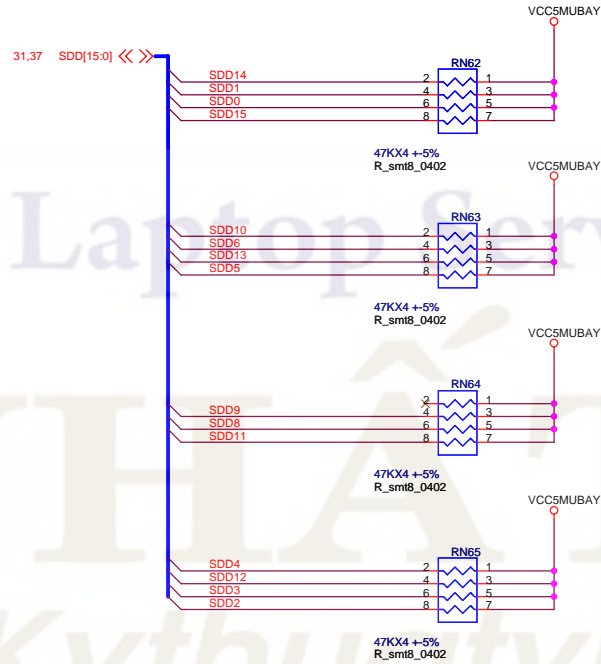 VCC5MUBAY
31,37 SDD[15:0]
RN62
SDD14 2 1
SDD1 4 3
SDD0 6 5
SDD15 8 7
47KX4 +-5%
R_smt8_0402
VCC5MUBAY
Laptop Serv
RN63
SDD10 2 1
SDD6 4 3
SDD13 6 5
SDD5 8 7
47KX4 +-5%
R_smt8_0402
VCC5MUBAY
NHẤT
RN64
2 1
SDD9 4 3
SDD8 6 5
SDD11 8 7
47KX4 +-5%
R_smt8_0402
VCC5MUBAY
RN65
SDD4 2 1
SDD12 4 3
SDD3 6 5
SDD2 8 7
47KX4 +-5%
R_smt8_0402